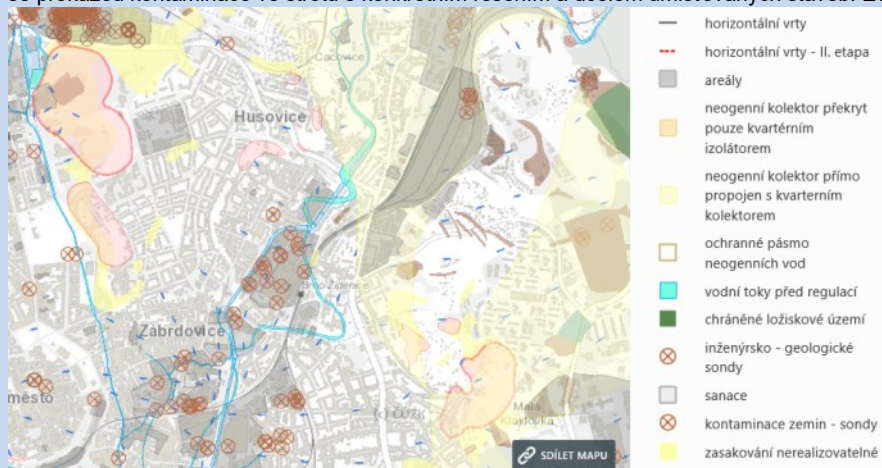 Cacovice
Husovice
Brno-Židenice
Zábrdovice
město
(c) ČÚZK
Malá
Klajdovka
SDÍLET MAPU
horizontální vrty
horizontální vrty - II. etapa
areály
neogenní kolektor překryt
pouze kvartérním
izolátorem
neogenní kolektor přímo
propojen s kvarterním
kolektorem
ochranné pásmo
neogenních vod
vodní toky před regulací
chráněné ložiskové území
inženýrsko - geologické
sondy
sanace
kontaminace zemin - sondy
zasakování nerealizovatelné